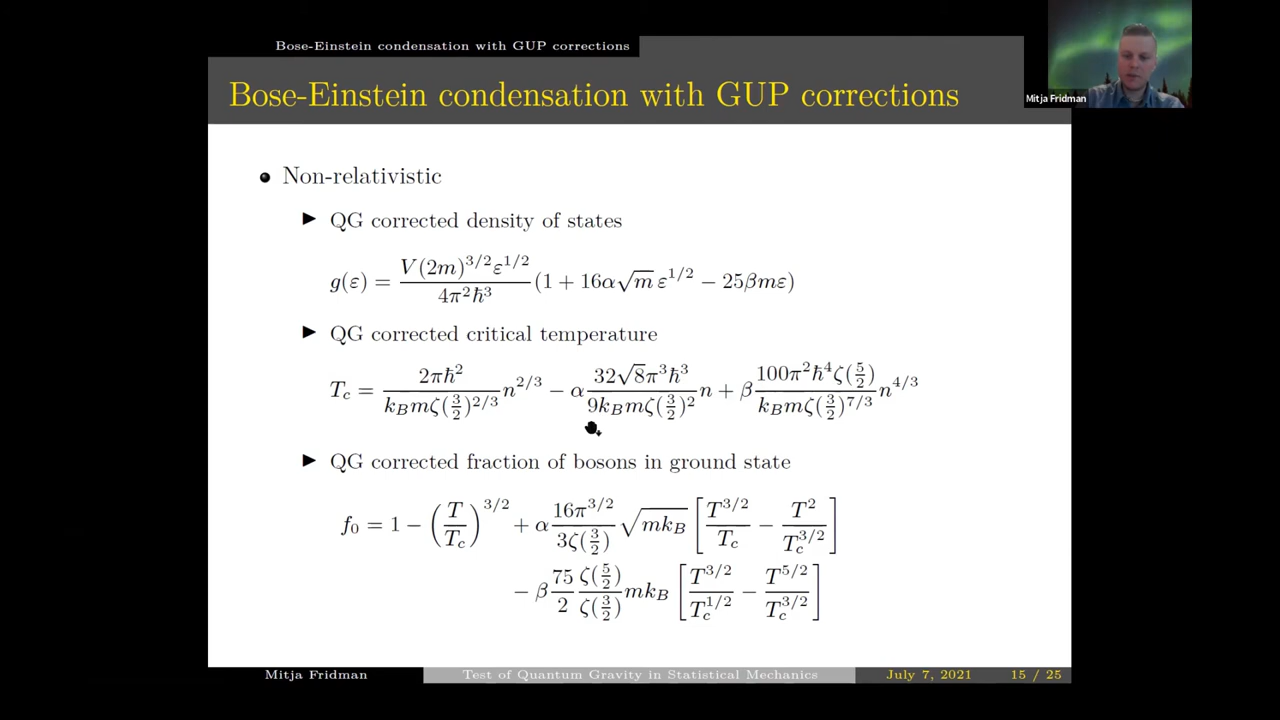 Bose-Einstein condensation with GUP corrections
Bose-Einstein condensation with GUP corrections
Mitja Fridman
• Non-relativistic
▶ QG corrected density of states
g(ε) = V(2m)^{3/2}ε^{1/2} / 4π²ħ³ (1 + 16α√m ε^{1/2} − 25βmε)
▶ QG corrected critical temperature
T_c = 2πħ² / k_B mζ(3/2)^{2/3} n^{2/3} − α 32√8π³ħ³ / 9k_B mζ(3/2)² n + β 100π²ħ⁴ζ(5/2) / k_B mζ(3/2)^{7/3} n^{4/3}
▶ QG corrected fraction of bosons in ground state
f₀ = 1 − (T/T_c)^{3/2} + α 16π^{3/2} / 3ζ(3/2) √mk_B [T^{3/2}/T_c − T²/T_c^{3/2}]
− β 75/2 ζ(5/2)/ζ(3/2) mk_B [T^{3/2}/T_c^{1/2} − T^{5/2}/T_c^{3/2}]
Mitja Fridman Test of Quantum Gravity in Statistical Mechanics July 7, 2021 15 / 25